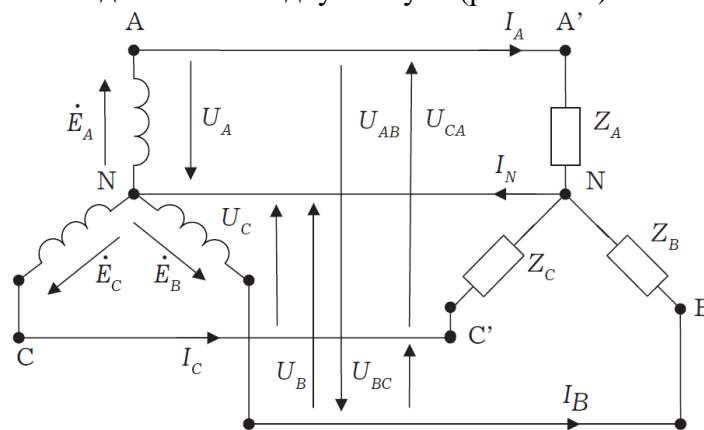 A I_A A'
Ė_A U_A U_AB U_CA Z_A
N I_N N
U_C Z_B
Ė_C Ė_B Z_C
C I_C U_B U_BC C'
I_B